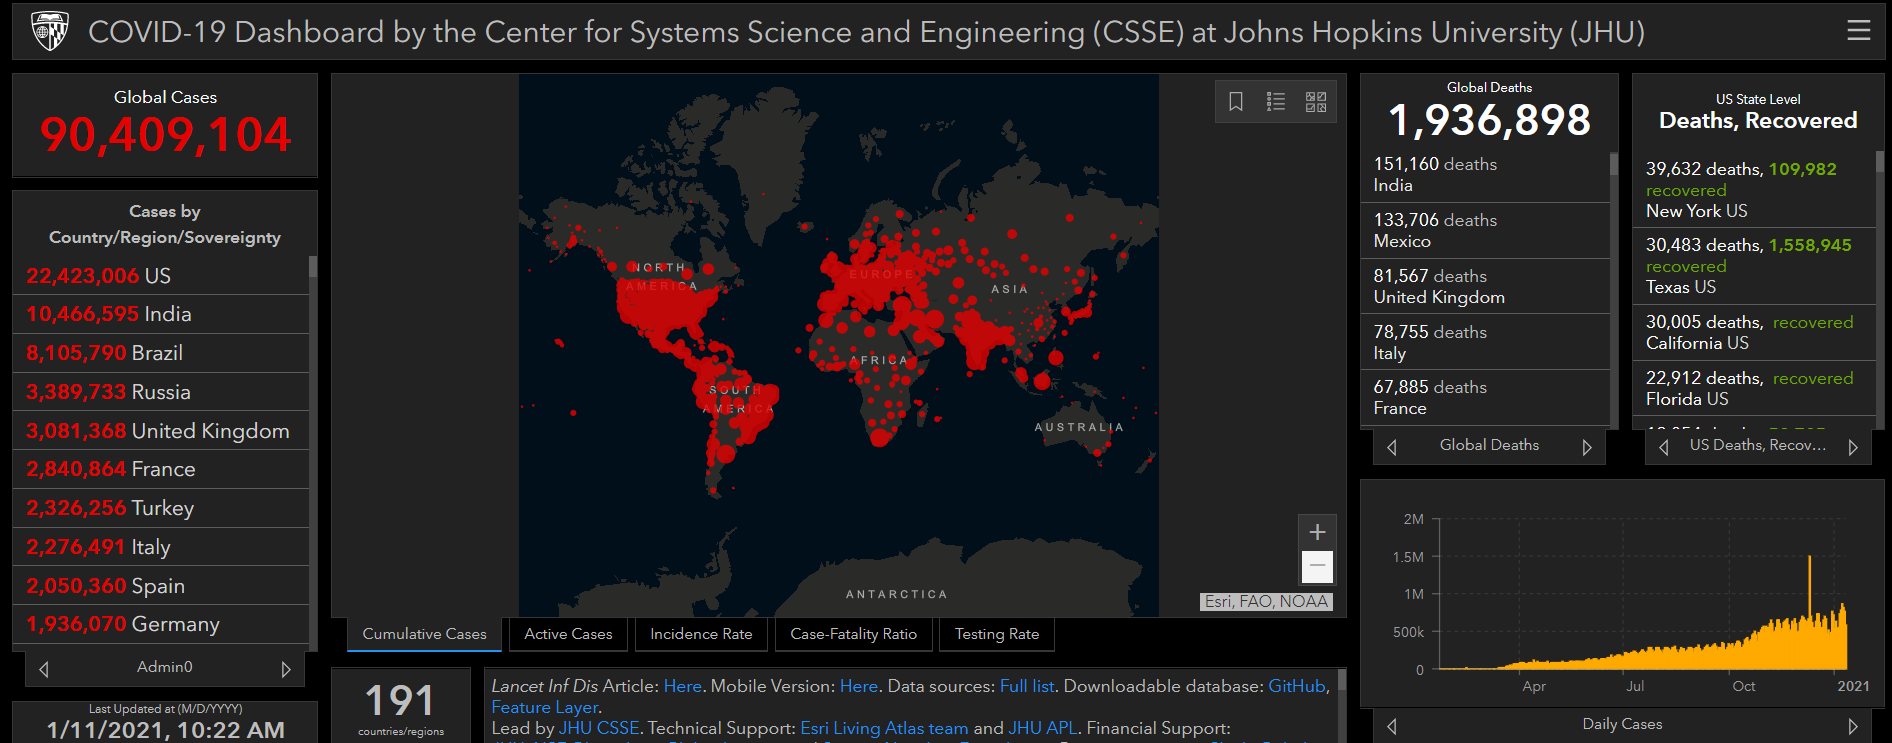 COVID-19 Dashboard by the Center for Systems Science and Engineering (CSSE) at Johns Hopkins University (JHU)
Global Cases
90,409,104
Cases by
Country/Region/Sovereignty
22,423,006 US
10,466,595 India
8,105,790 Brazil
3,389,733 Russia
3,081,368 United Kingdom
2,840,864 France
2,326,256 Turkey
2,276,491 Italy
2,050,360 Spain
1,936,070 Germany
Admin0
Last Updated at (M/D/YYYY)
1/11/2021, 10:22 AM
NORTH
AMERICA
EUROPE
ASIA
AFRICA
SOUTH
AMERICA
AUSTRALIA
ANTARCTICA
+
−
Esri, FAO, NOAA
Cumulative Cases
Active Cases
Incidence Rate
Case-Fatality Ratio
Testing Rate
191
countries/regions
Lancet Inf Dis Article: Here. Mobile Version: Here. Data sources: Full list. Downloadable database: GitHub,
Feature Layer.
Lead by JHU CSSE. Technical Support: Esri Living Atlas team and JHU APL. Financial Support:
Global Deaths
1,936,898
151,160 deaths
India
133,706 deaths
Mexico
81,567 deaths
United Kingdom
78,755 deaths
Italy
67,885 deaths
France
Global Deaths
US State Level
Deaths, Recovered
39,632 deaths, 109,982
recovered
New York US
30,483 deaths, 1,558,945
recovered
Texas US
30,005 deaths, recovered
California US
22,912 deaths, recovered
Florida US
US Deaths, Recov...
2M
1.5M
1M
500k
0
Apr
Jul
Oct
2021
Daily Cases